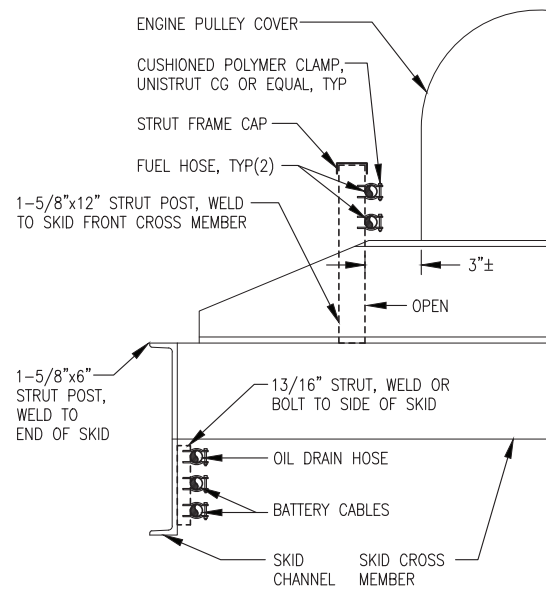 ENGINE PULLEY COVER
CUSHIONED POLYMER CLAMP,
UNISTRUT CG OR EQUAL, TYP
STRUT FRAME CAP
FUEL HOSE, TYP(2)
1-5/8"x12" STRUT POST, WELD
TO SKID FRONT CROSS MEMBER
3"±
OPEN
1-5/8"x6"
STRUT POST,
WELD TO
END OF SKID
13/16" STRUT, WELD OR
BOLT TO SIDE OF SKID
OIL DRAIN HOSE
BATTERY CABLES
SKID
CHANNEL
SKID CROSS
MEMBER